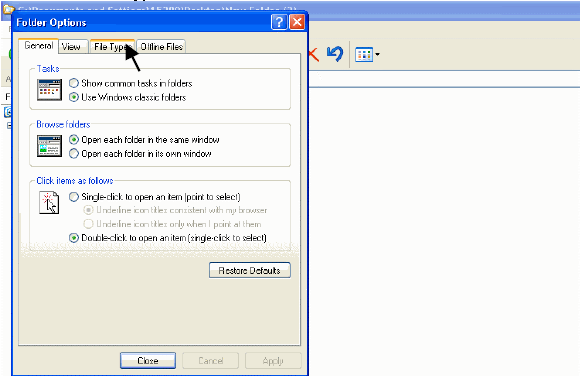 Folder Options
General View File Types Offline Files
Tasks
Show common tasks in folders
Use Windows classic folders
Browse folders
Open each folder in the same window
Open each folder in its own window
Click items as follows
Single-click to open an item (point to select)
Underline icon titles consistent with my browser
Underline icon titles only when I point at them
Double-click to open an item (single-click to select)
Restore Defaults
Close Cancel Apply